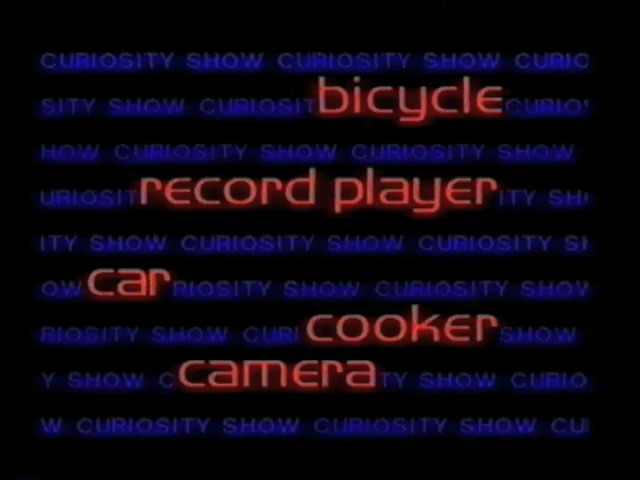 CURIOSITY SHOW CURIOSITY SHOW CURIO
SITY SHOW CURIOSIT bicycle CURIOS
HOW CURIOSITY SHOW CURIOSITY SHOW
URIOSIT record player ITY SH
ITY SHOW CURIOSITY SHOW CURIOSITY SH
OW car RIOSITY SHOW CURIOSITY SHOW
RIOSITY SHOW CURI cooker SHOW
Y SHOW C camera TY SHOW CURIO
W CURIOSITY SHOW CURIOSITY SHOW CU